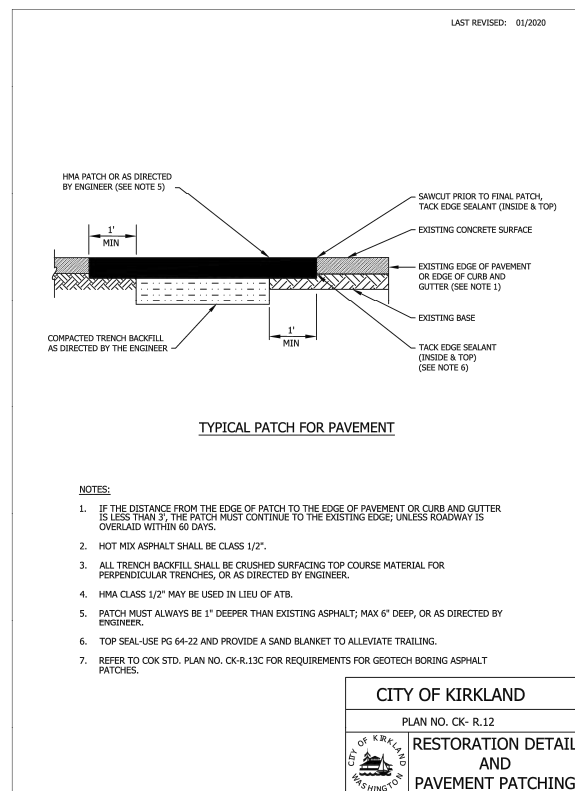 LAST REVISED: 01/2020
HMA PATCH OR AS DIRECTED
BY ENGINEER (SEE NOTE 5)
SAWCUT PRIOR TO FINAL PATCH,
TACK EDGE SEALANT (INSIDE & TOP)
1'
MIN
EXISTING CONCRETE SURFACE
EXISTING EDGE OF PAVEMENT
OR EDGE OF CURB AND
GUTTER (SEE NOTE 1)
EXISTING BASE
COMPACTED TRENCH BACKFILL
AS DIRECTED BY THE ENGINEER
1'
MIN
TACK EDGE SEALANT
(INSIDE & TOP)
(SEE NOTE 6)
TYPICAL PATCH FOR PAVEMENT
NOTES:
1. IF THE DISTANCE FROM THE EDGE OF PATCH TO THE EDGE OF PAVEMENT OR CURB AND GUTTER
IS LESS THAN 3', THE PATCH MUST CONTINUE TO THE EXISTING EDGE; UNLESS ROADWAY IS
OVERLAID WITHIN 60 DAYS.
2. HOT MIX ASPHALT SHALL BE CLASS 1/2".
3. ALL TRENCH BACKFILL SHALL BE CRUSHED SURFACING TOP COURSE MATERIAL FOR
PERPENDICULAR TRENCHES, OR AS DIRECTED BY ENGINEER.
4. HMA CLASS 1/2" MAY BE USED IN LIEU OF ATB.
5. PATCH MUST ALWAYS BE 1" DEEPER THAN EXISTING ASPHALT; MAX 6" DEEP, OR AS DIRECTED BY
ENGINEER.
6. TOP SEAL-USE PG 64-22 AND PROVIDE A SAND BLANKET TO ALLEVIATE TRAILING.
7. REFER TO COK STD. PLAN NO. CK-R.13C FOR REQUIREMENTS FOR GEOTECH BORING ASPHALT
PATCHES.
CITY OF KIRKLAND
PLAN NO. CK- R.12
CITY OF KIRKLAND
WASHINGTON
RESTORATION DETAIL
AND
PAVEMENT PATCHING